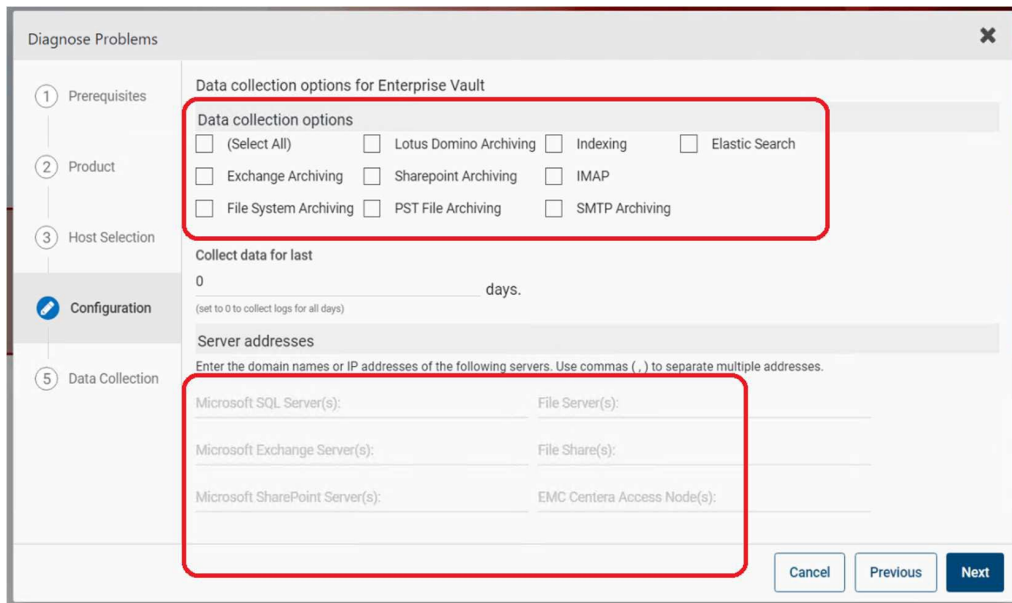 Diagnose Problems
1 Prerequisites
2 Product
3 Host Selection
Configuration
5 Data Collection
Data collection options for Enterprise Vault
Data collection options
(Select All) Lotus Domino Archiving Indexing Elastic Search
Exchange Archiving Sharepoint Archiving IMAP
File System Archiving PST File Archiving SMTP Archiving
Collect data for last
0 days.
(set to 0 to collect logs for all days)
Server addresses
Enter the domain names or IP addresses of the following servers. Use commas ( , ) to separate multiple addresses.
Microsoft SQL Server(s): File Server(s):
Microsoft Exchange Server(s): File Share(s):
Microsoft SharePoint Server(s): EMC Centera Access Node(s):
Cancel Previous Next